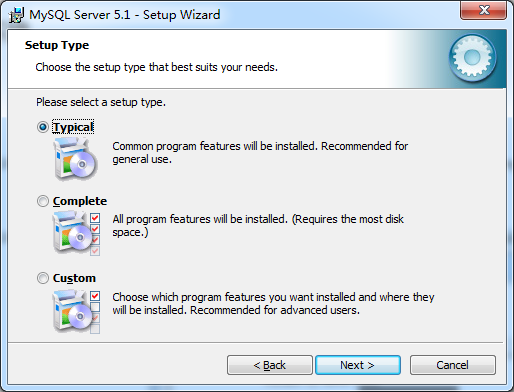 MySQL Server 5.1 - Setup Wizard
Setup Type
Choose the setup type that best suits your needs.
Please select a setup type.
Typical
Common program features will be installed. Recommended for
general use.
Complete
All program features will be installed. (Requires the most disk
space.)
Custom
Choose which program features you want installed and where they
will be installed. Recommended for advanced users.
< Back
Next >
Cancel